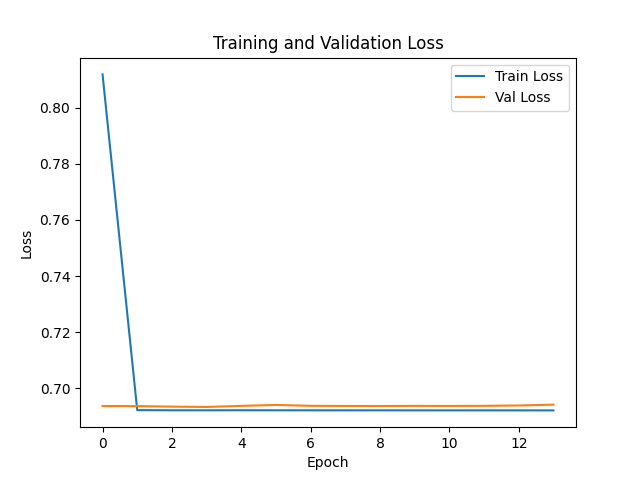 Training and Validation Loss
Train Loss
Val Loss
0.80
0.78
0.76
0.74
0.72
0.70
Loss
0 2 4 6 8 10 12
Epoch